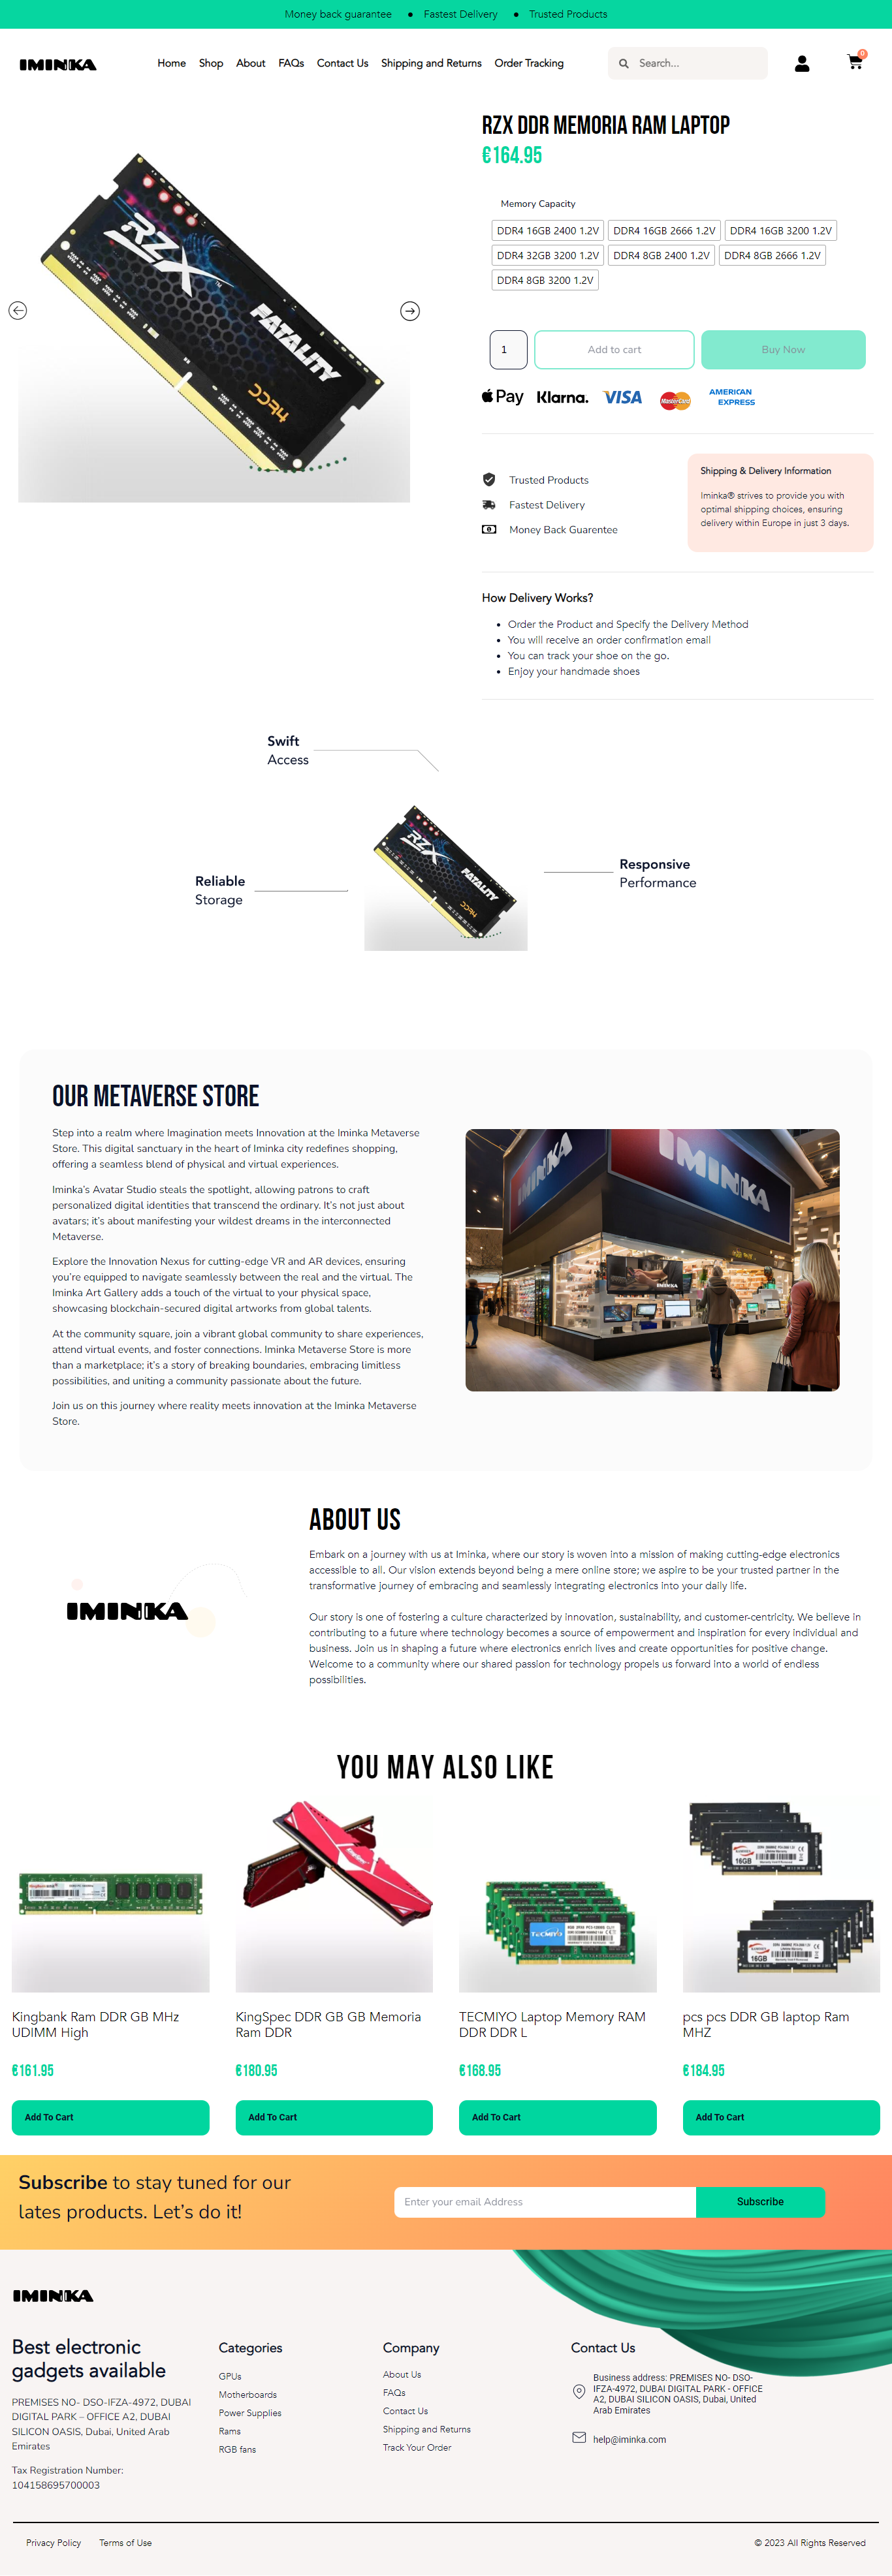 Money back guarantee • Fastest Delivery • Trusted Products
IMINKA
Home Shop About FAQs Contact Us Shipping and Returns Order Tracking
Search...
0
RZX DDR MEMORIA RAM LAPTOP
€164.95
RZX
FATALITY
DDR4
Memory Capacity
DDR4 16GB 2400 1.2V DDR4 16GB 2666 1.2V DDR4 16GB 3200 1.2V
DDR4 32GB 3200 1.2V DDR4 8GB 2400 1.2V DDR4 8GB 2666 1.2V
DDR4 8GB 3200 1.2V
1 Add to cart Buy Now
Pay Klarna. VISA MasterCard AMERICAN EXPRESS
Trusted Products
Fastest Delivery
Money Back Guarentee
Shipping & Delivery Information
Iminka® strives to provide you with
optimal shipping choices, ensuring
delivery within Europe in just 3 days.
How Delivery Works?
• Order the Product and Specify the Delivery Method
• You will receive an order confirmation email
• You can track your shoe on the go.
• Enjoy your handmade shoes
Swift
Access
Reliable
Storage
RZX
FATALITY
DDR4
Responsive
Performance
OUR METAVERSE STORE
Step into a realm where Imagination meets Innovation at the Iminka Metaverse
Store. This digital sanctuary in the heart of Iminka city redefines shopping,
offering a seamless blend of physical and virtual experiences.
Iminka's Avatar Studio steals the spotlight, allowing patrons to craft
personalized digital identities that transcend the ordinary. It's not just about
avatars; it's about manifesting your wildest dreams in the interconnected
Metaverse.
Explore the Innovation Nexus for cutting-edge VR and AR devices, ensuring
you're equipped to navigate seamlessly between the real and the virtual. The
Iminka Art Gallery adds a touch of the virtual to your physical space,
showcasing blockchain-secured digital artworks from global talents.
At the community square, join a vibrant global community to share experiences,
attend virtual events, and foster connections. Iminka Metaverse Store is more
than a marketplace; it's a story of breaking boundaries, embracing limitless
possibilities, and uniting a community passionate about the future.
Join us on this journey where reality meets innovation at the Iminka Metaverse
Store.
IMINKA
IMINKA
IMINKA
ABOUT US
IMINKA
Embark on a journey with us at Iminka, where our story is woven into a mission of making cutting-edge electronics
accessible to all. Our vision extends beyond being a mere online store; we aspire to be your trusted partner in the
transformative journey of embracing and seamlessly integrating electronics into your daily life.
Our story is one of fostering a culture characterized by innovation, sustainability, and customer-centricity. We believe in
contributing to a future where technology becomes a source of empowerment and inspiration for every individual and
business. Join us in shaping a future where electronics enrich lives and create opportunities for positive change.
Welcome to a community where our shared passion for technology propels us forward into a world of endless
possibilities.
YOU MAY ALSO LIKE
TECMIYO
16GB
16GB
Kingbank Ram DDR GB MHz
UDIMM High
€161.95
Add To Cart
KingSpec DDR GB GB Memoria
Ram DDR
€180.95
Add To Cart
TECMIYO Laptop Memory RAM
DDR DDR L
€168.95
Add To Cart
pcs pcs DDR GB laptop Ram
MHZ
€184.95
Add To Cart
Subscribe to stay tuned for our
lates products. Let's do it!
Enter your email Address
Subscribe
IMINKA
Best electronic
gadgets available
PREMISES NO- DSO-IFZA-4972, DUBAI
DIGITAL PARK – OFFICE A2, DUBAI
SILICON OASIS, Dubai, United Arab
Emirates
Tax Registration Number:
104158695700003
Categories
GPUs
Motherboards
Power Supplies
Rams
RGB fans
Company
About Us
FAQs
Contact Us
Shipping and Returns
Track Your Order
Contact Us
Business address: PREMISES NO- DSO-
IFZA-4972, DUBAI DIGITAL PARK - OFFICE
A2, DUBAI SILICON OASIS, Dubai, United
Arab Emirates
help@iminka.com
Privacy Policy Terms of Use
© 2023 All Rights Reserved